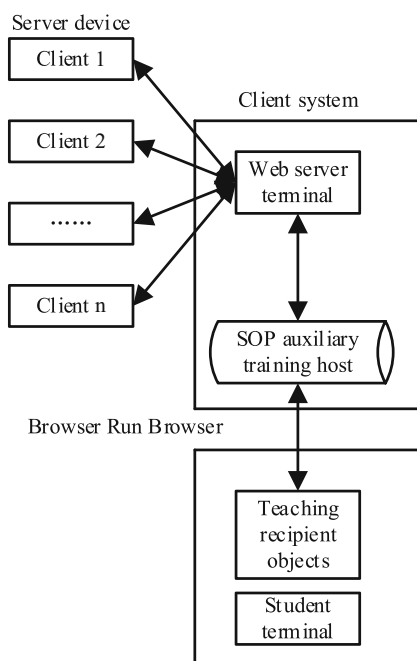 Server device
Client 1
Client 2
......
Client n
Client system
Web server
terminal
SOP auxiliary
training host
Browser Run Browser
Teaching
recipient
objects
Student
terminal